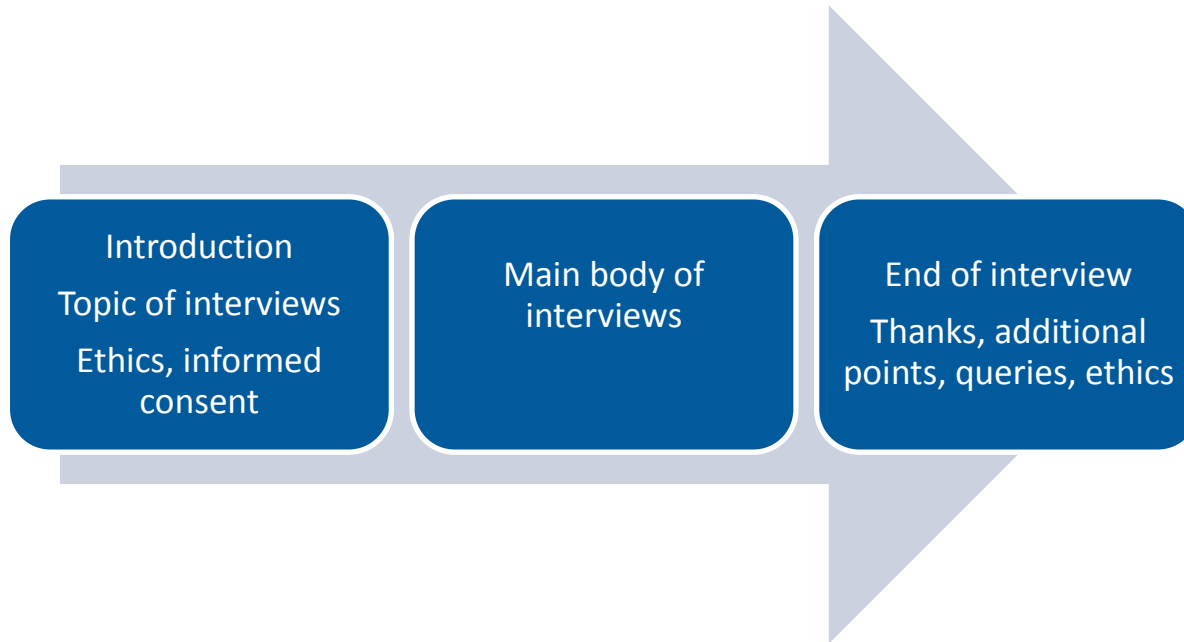 Introduction
Topic of interviews
Ethics, informed
consent
Main body of
interviews
End of interview
Thanks, additional
points, queries, ethics